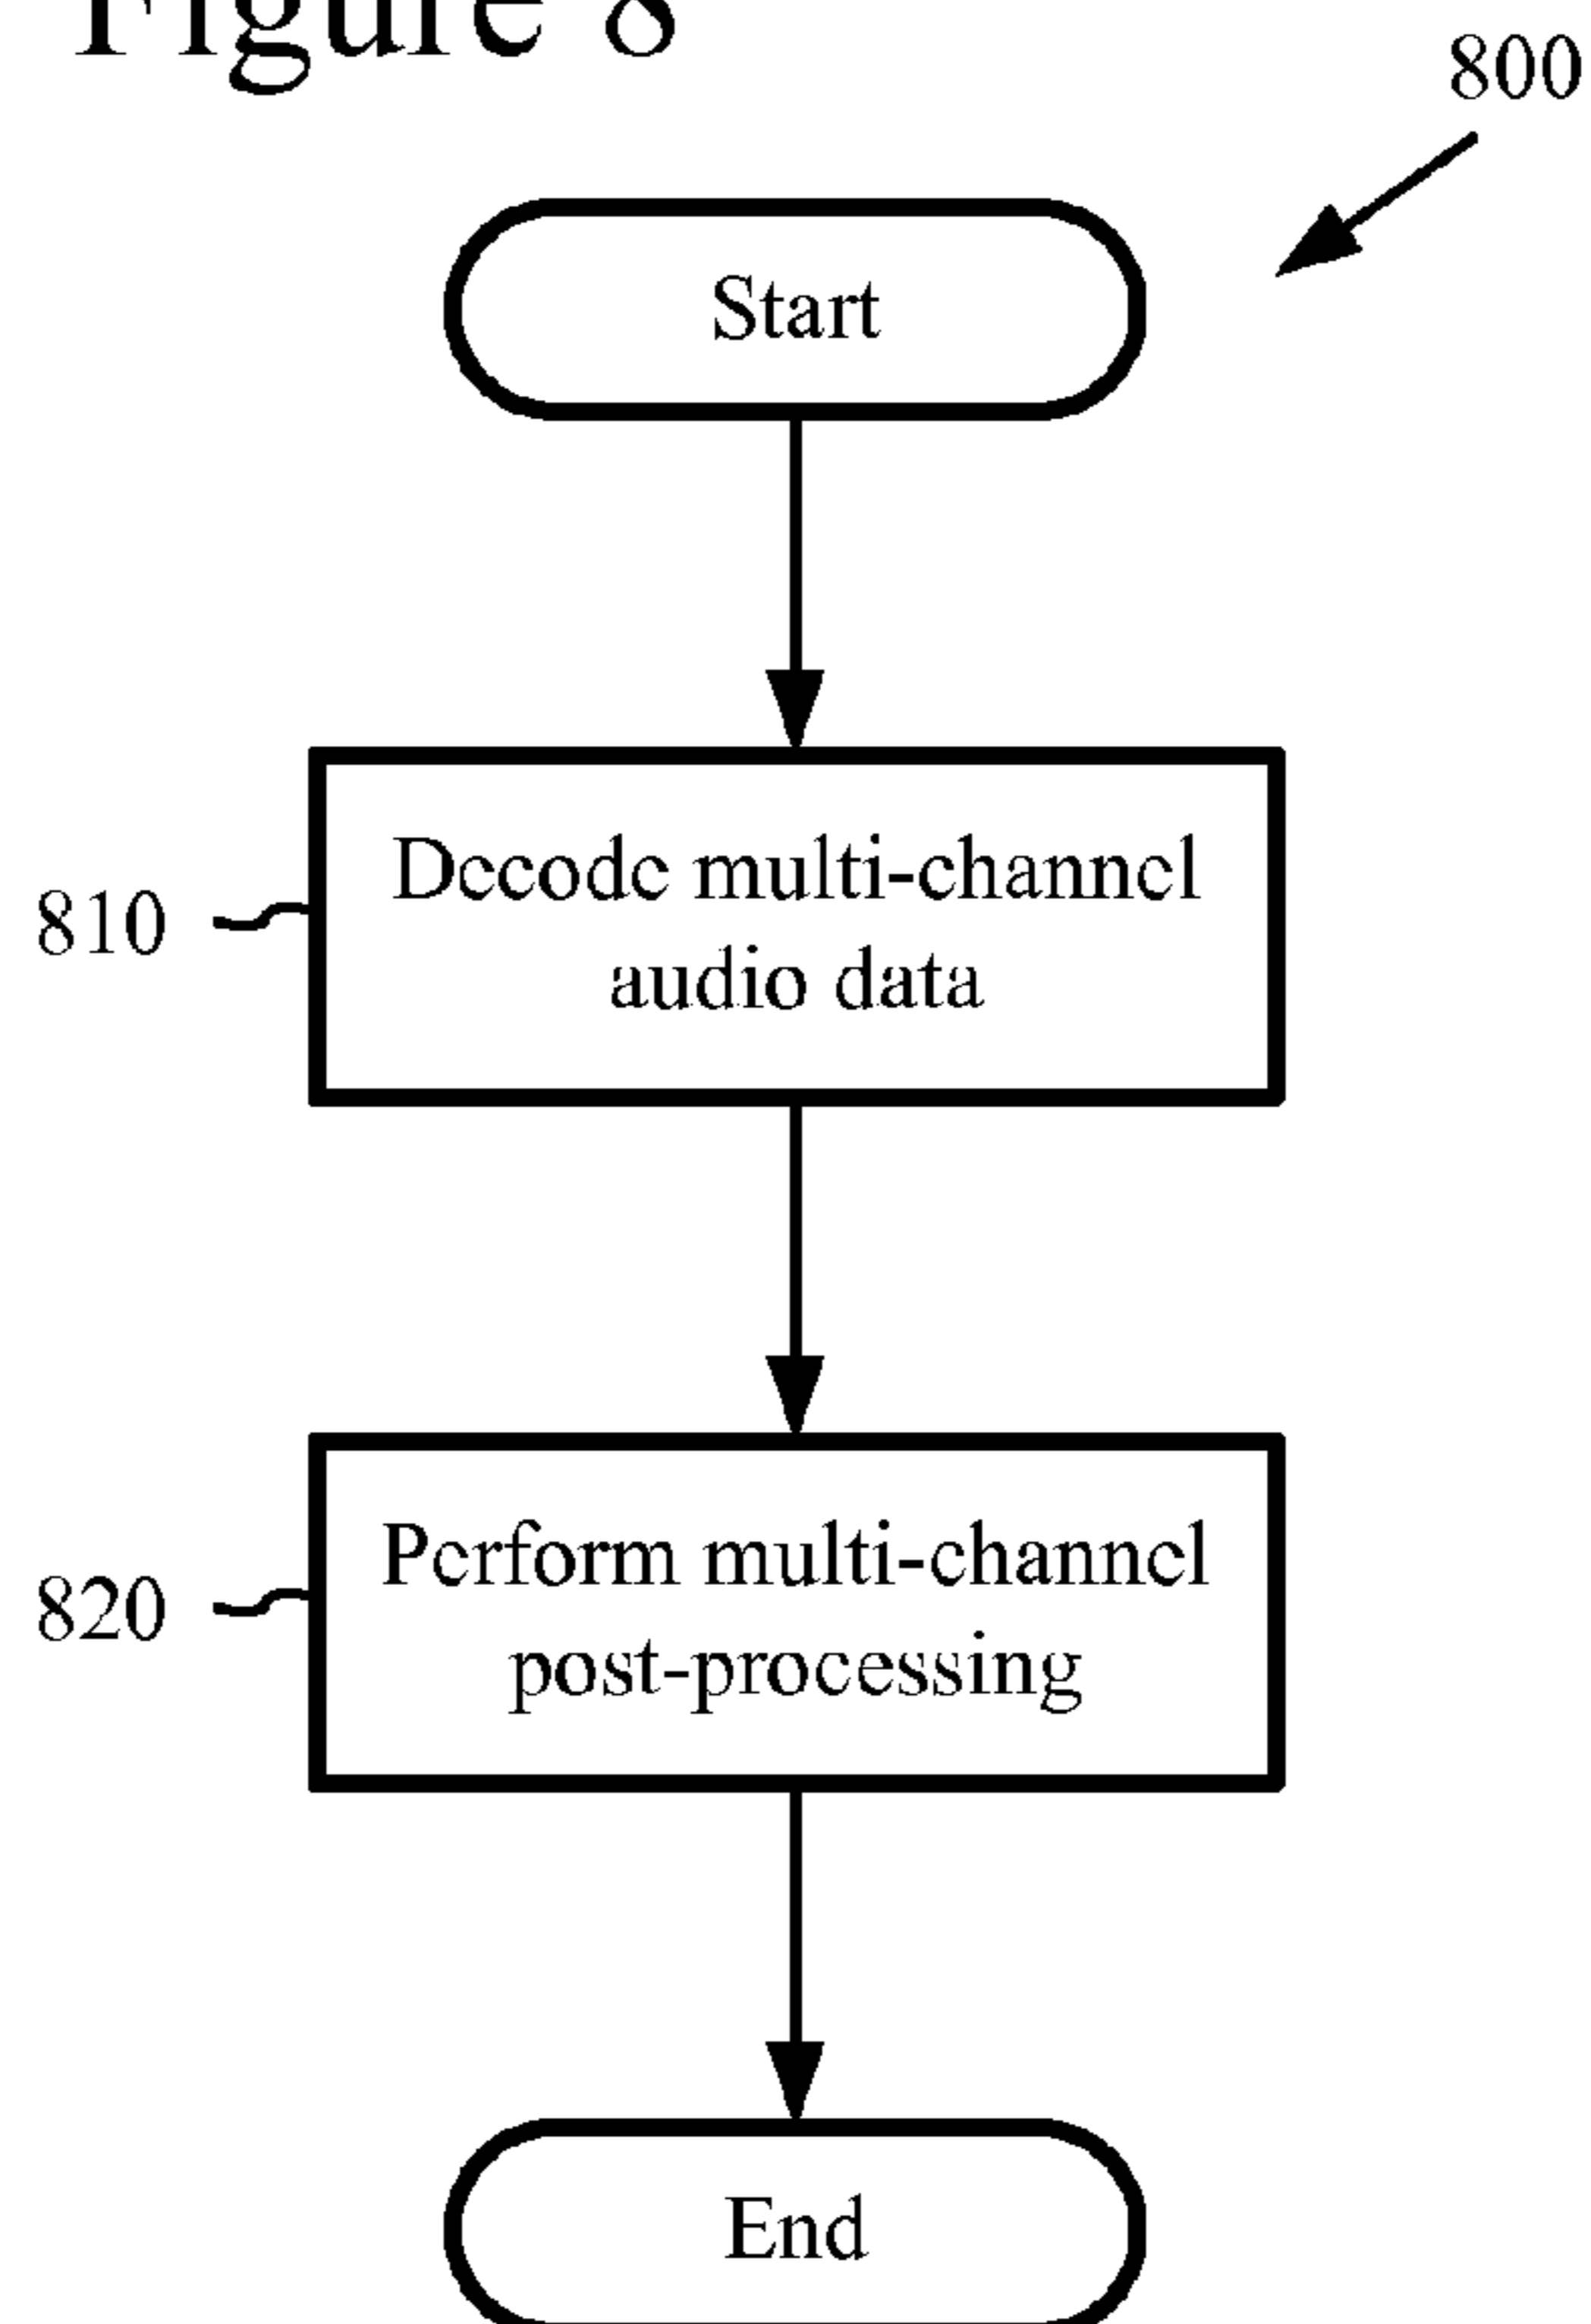 Figure 8
800
Start
810
Decode multi-channel
audio data
820
Perform multi-channel
post-processing
End